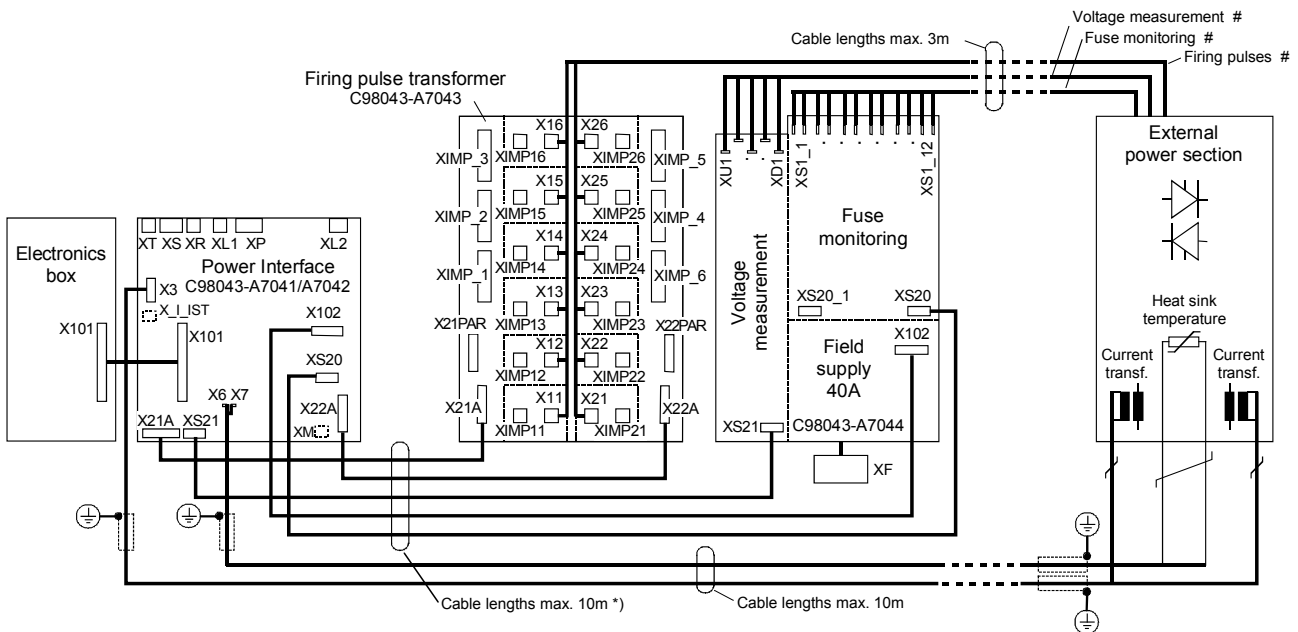 Voltage measurement #
Cable lengths max. 3m
Fuse monitoring #
Firing pulses #
Firing pulse transformer
C98043-A7043
X16 X26
XIMP_3 XIMP16 XIMP26 XIMP_5
X15 X25
XIMP_2 XIMP15 XIMP25 XIMP_4
X14 X24
XIMP_1 XIMP14 XIMP24 XIMP_6
X13 X23
X21PAR XIMP13 XIMP23 X22PAR
X12 X22
XIMP12 XIMP22
X21A X11 X21 X22A
XIMP11 XIMP21
XU1
XD1
XS1_1
XS1_12
Voltage
measurement
XS21
Fuse
monitoring
XS20_1 XS20
X102
Field
supply
40A
C98043-A7044
XF
External
power section
Heat sink
temperature
Current
transf.
Current
transf.
Electronics
box
X101
XT XS XR XL1 XP XL2
Power Interface
C98043-A7041/A7042
X3
X_I_IST
X101
X102
XS20
X6 X7
X22A
X21A XS21
XM
Cable lengths max. 10m *)
Cable lengths max. 10m